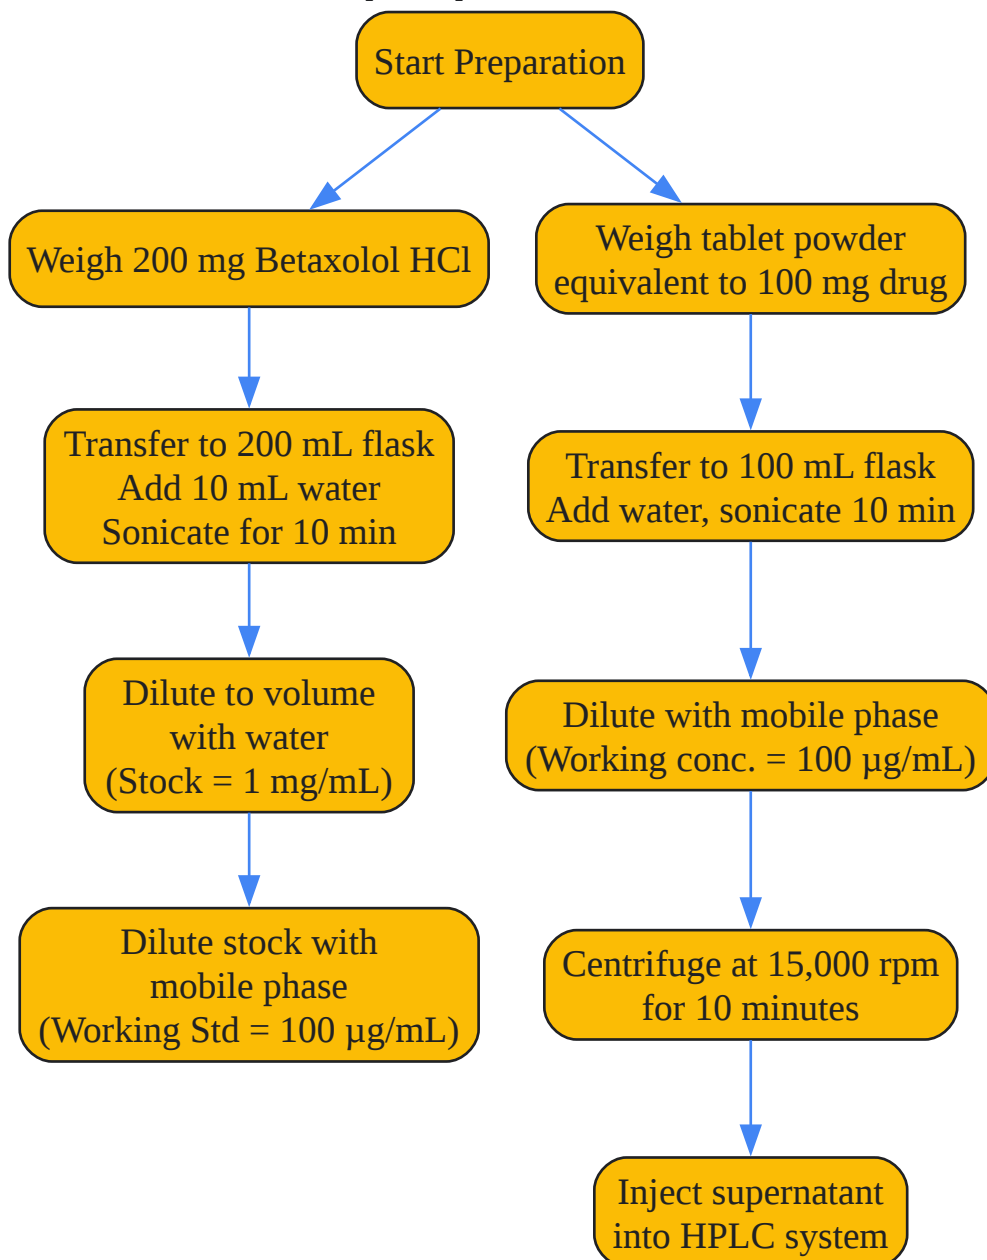 Start Preparation
Weigh 200 mg Betaxolol HCl
Transfer to 200 mL flask
Add 10 mL water
Sonicate for 10 min
Dilute to volume
with water
(Stock = 1 mg/mL)
Dilute stock with
mobile phase
(Working Std = 100 µg/mL)
Weigh tablet powder
equivalent to 100 mg drug
Transfer to 100 mL flask
Add water, sonicate 10 min
Dilute with mobile phase
(Working conc. = 100 µg/mL)
Centrifuge at 15,000 rpm
for 10 minutes
Inject supernatant
into HPLC system